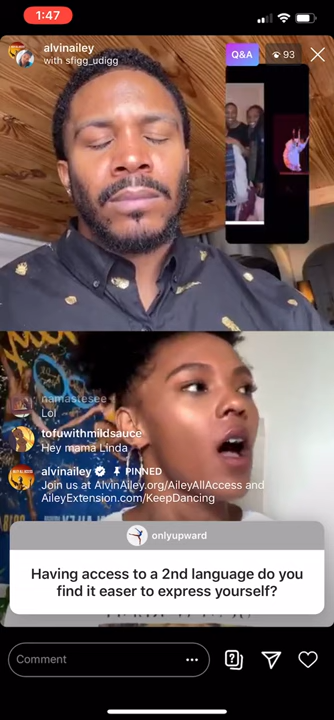 1:47
alvinailey
with sfigg_udigg
Q&A
93
namastesee
Lol
tofuwithmildsauce
Hey mama Linda
alvinailey PINNED
Join us at AlvinAiley.org/AileyAllAccess and
AileyExtension.com/KeepDancing
onlyupward
Having access to a 2nd language do you
find it easer to express yourself?
Comment